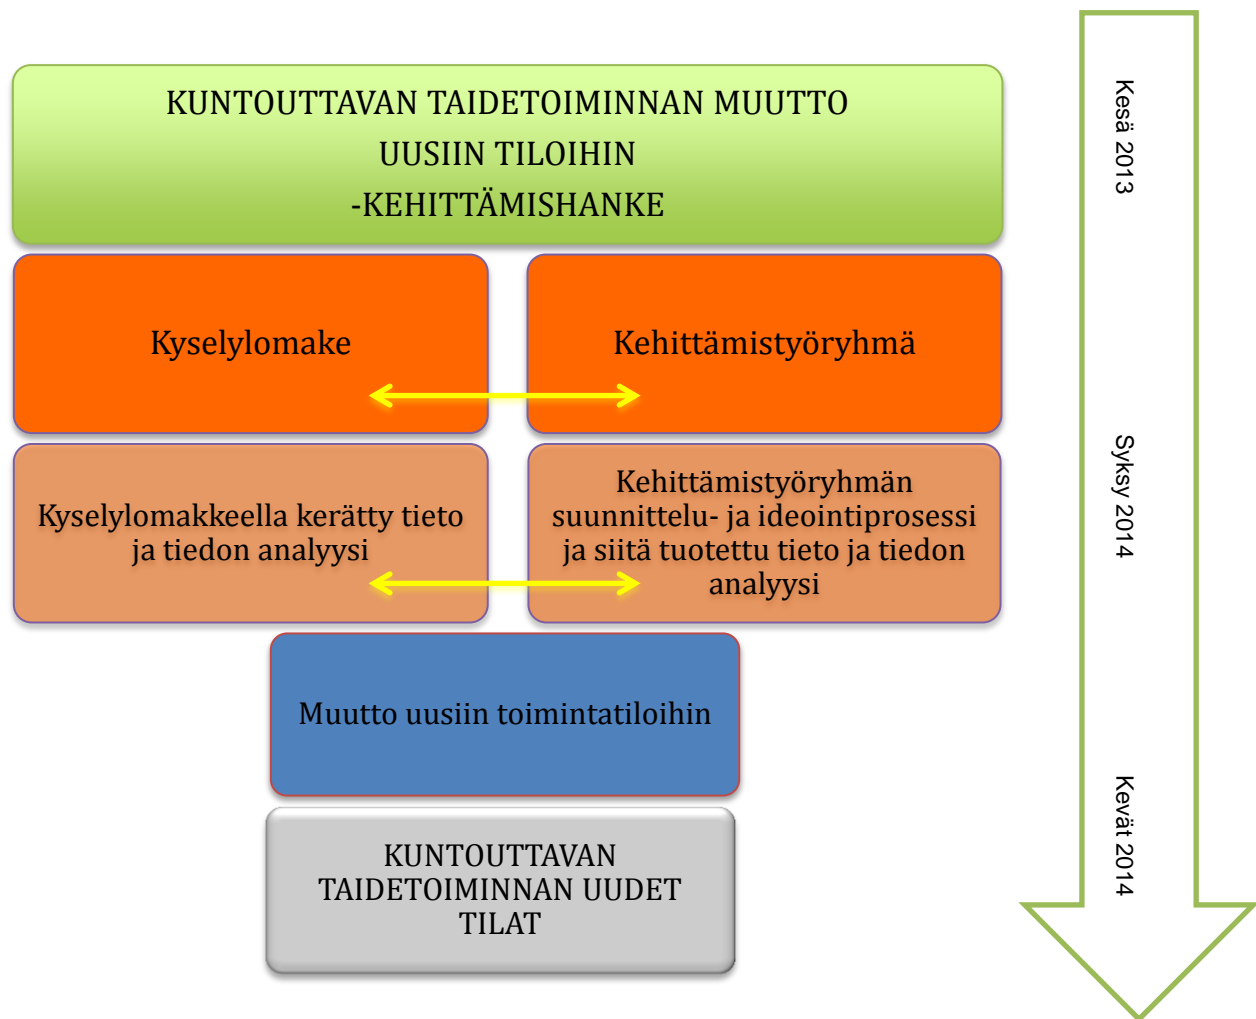 KUNTOUTTAVAN TAIDETOIMINNAN MUUTTO
UUSIIN TILOIHIN
-KEHITTÄMISHANKE
Kyselylomake
Kehittämistyöryhmä
Kyselylomakkeella kerätty tieto
ja tiedon analyysi
Kehittämistyöryhmän
suunnittelu- ja ideointiprosessi
ja siitä tuotettu tieto ja tiedon
analyysi
Muutto uusiin toimintatiloihin
KUNTOUTTAVAN
TAIDETOIMINNAN UUDET
TILAT
Kesä 2013
Syksy 2014
Kevät 2014